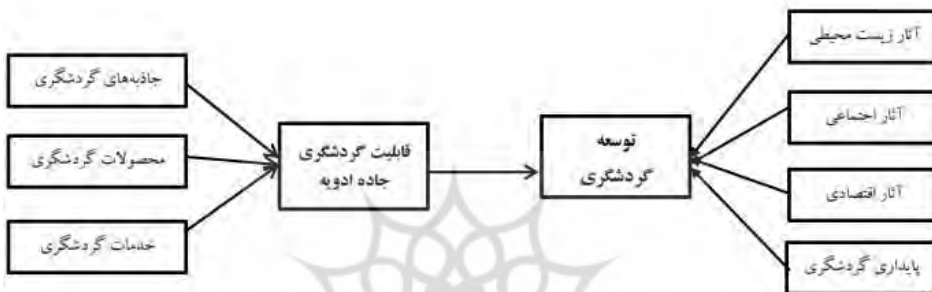 آثار زیست محیطی
آثار اجتماعی
آثار اقتصادی
پایداری گردشگری
توسعه
گردشگری
قابلیت گردشگری
جاده ادویه
جاذبه‌های گردشگری
محصولات گردشگری
خدمات گردشگری